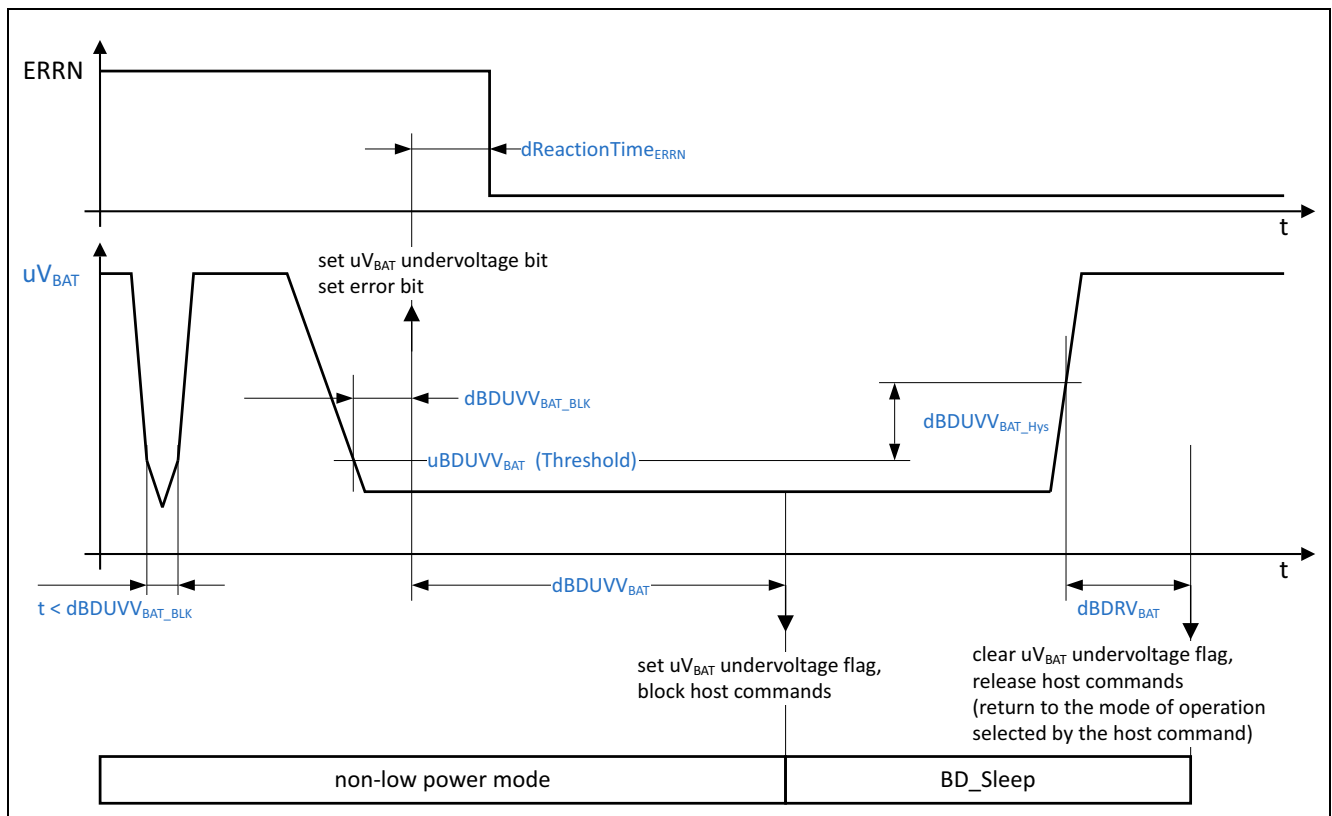 ERRN
dReactionTimeERRN
t
uVBAT
set uVBAT undervoltage bit
set error bit
dBDUVVBAT_BLK
dBDUVVBAT_Hys
uBDUVVBAT (Threshold)
t
t < dBDUVVBAT_BLK
dBDUVVBAT
dBDRVBAT
set uVBAT undervoltage flag,
block host commands
clear uVBAT undervoltage flag,
release host commands
(return to the mode of operation
selected by the host command)
non-low power mode
BD_Sleep